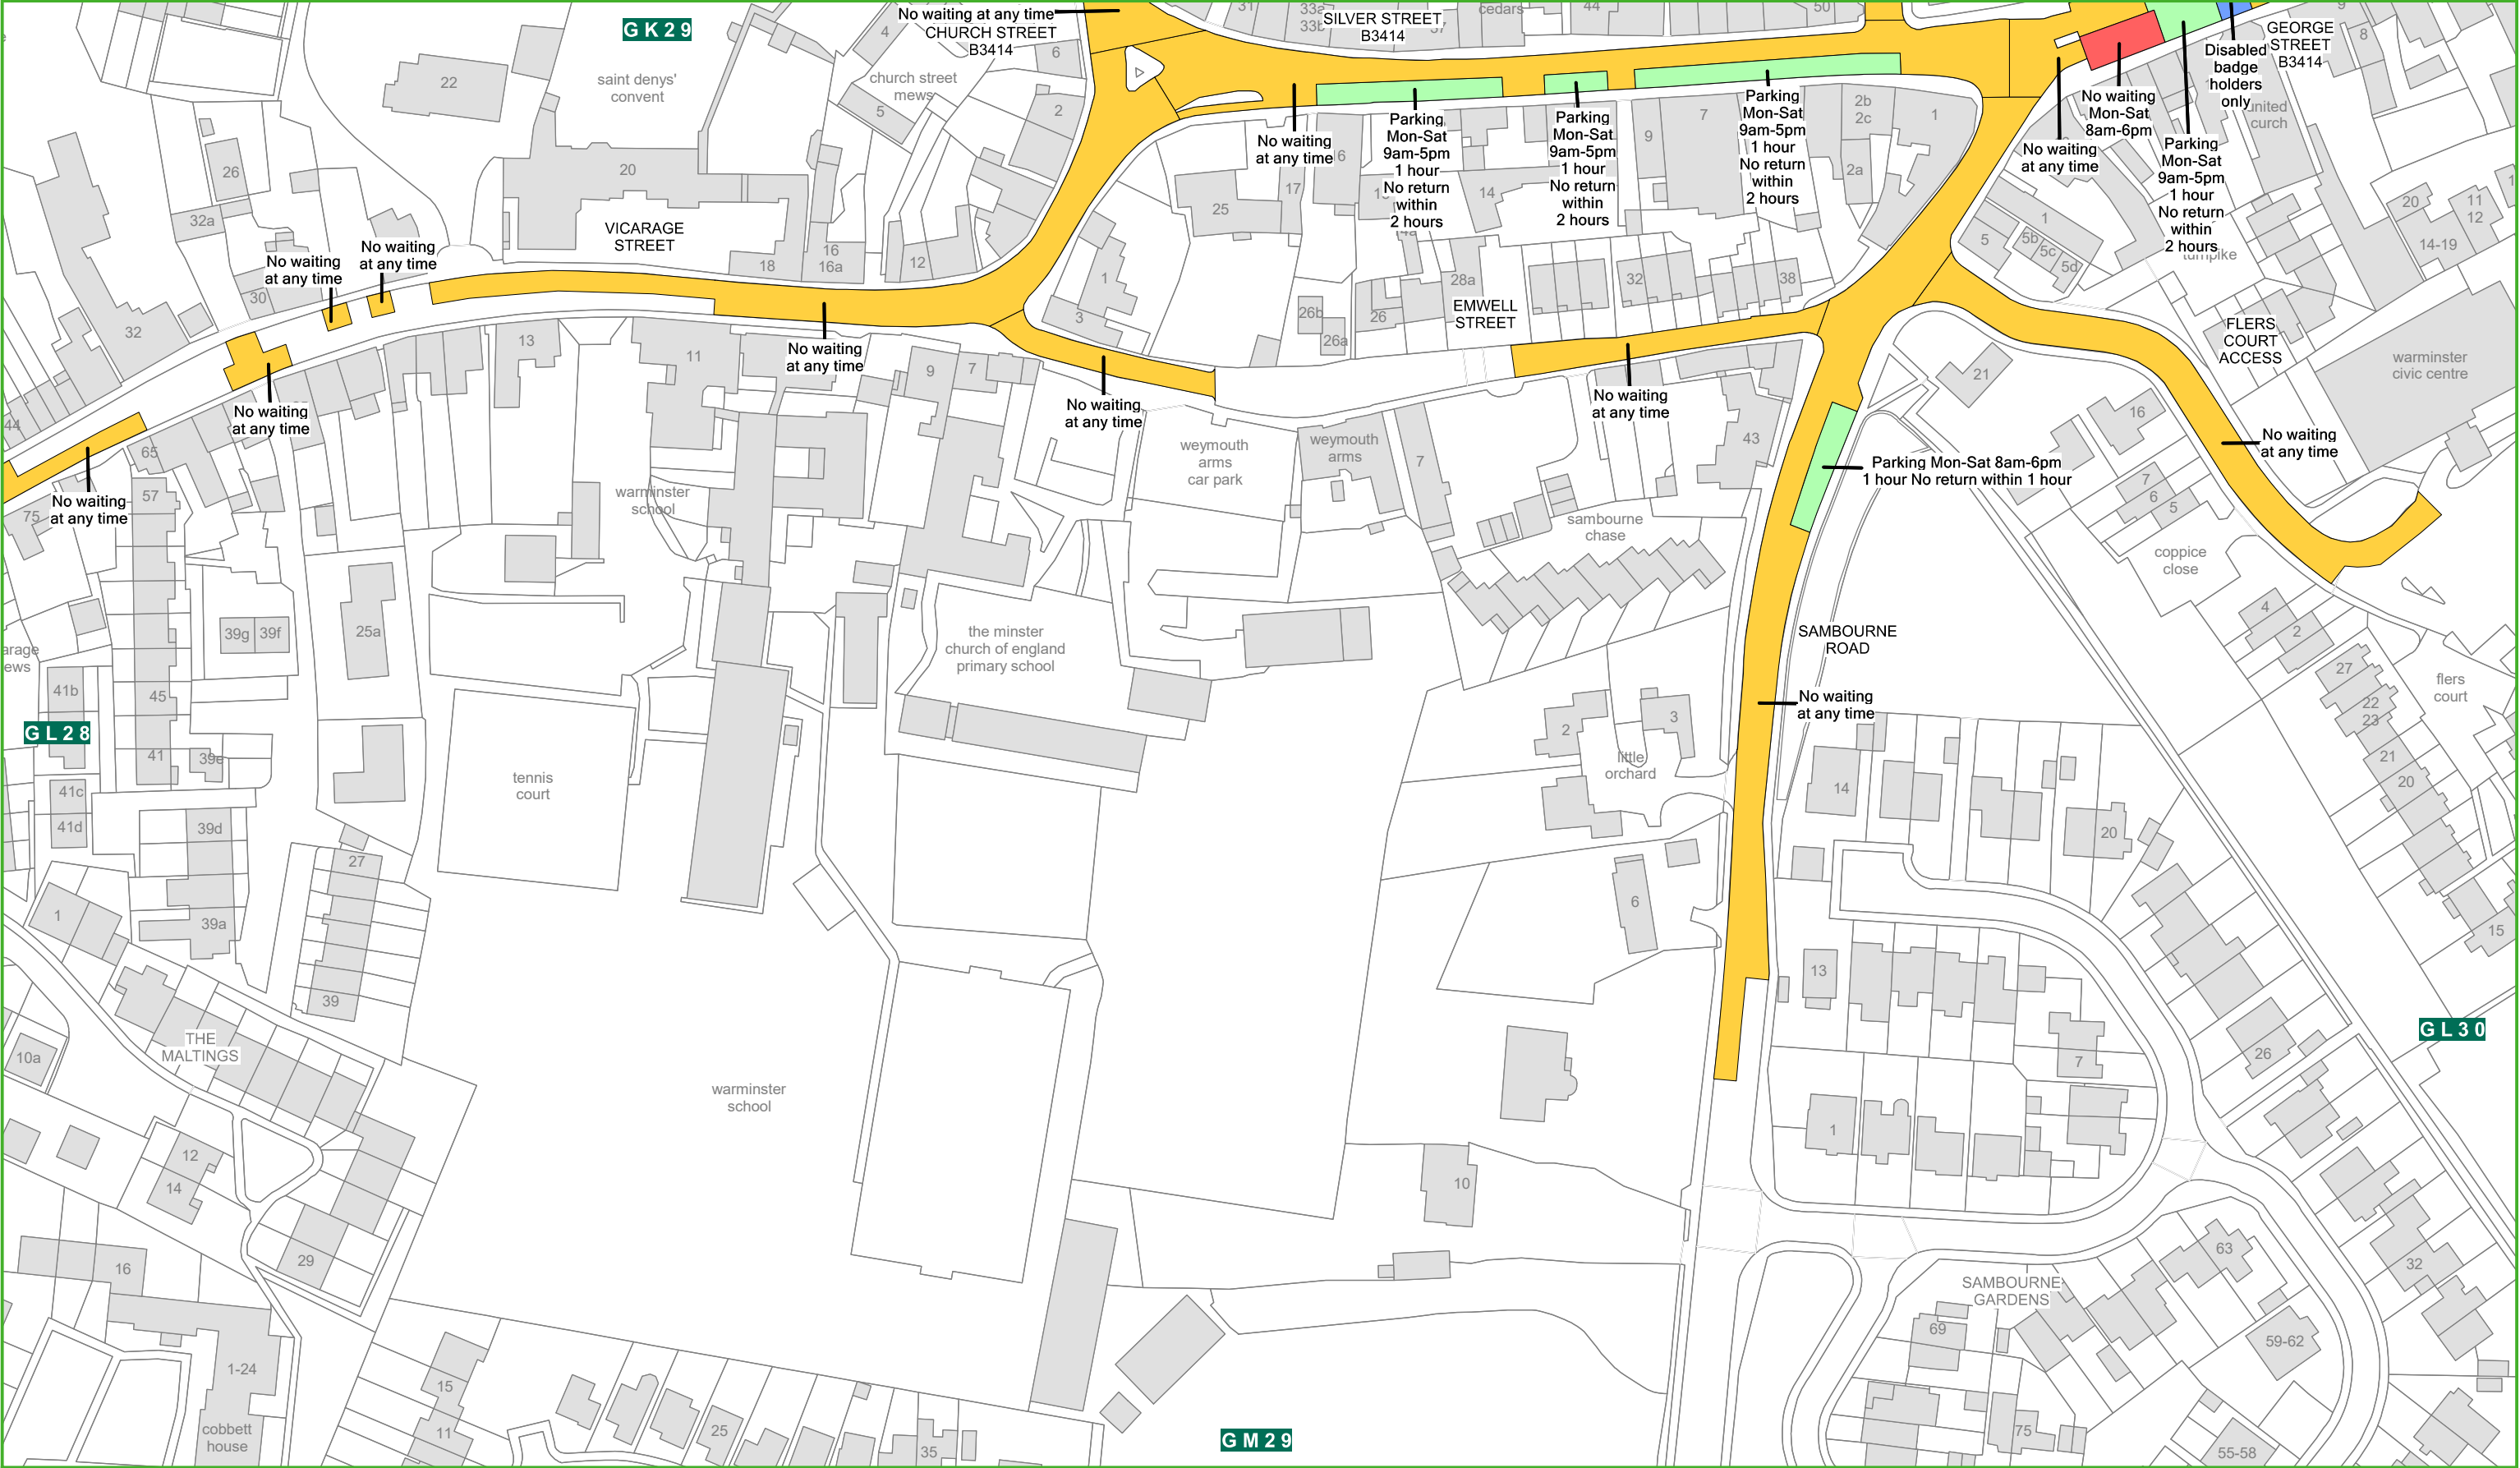 G K 2 9
No waiting at any time
CHURCH STREET
B3414
SILVER STREET
B3414
GEORGE
STREET
B3414
31
33a
33b
37
cedars
44
50
9
8
4
6
2
5
church street
mews
22
saint denys'
convent
20
26
32a
30
32
44
VICARAGE
STREET
18
16
16a
12
No waiting
at any time
No waiting
at any time
No waiting
at any time
No waiting
at any time
No waiting
at any time
No waiting
at any time
No waiting
at any time
Parking
Mon-Sat
9am-5pm
1 hour
No return
within
2 hours
Parking
Mon-Sat
9am-5pm
1 hour
No return
within
2 hours
Parking
Mon-Sat
9am-5pm
1 hour
No return
within
2 hours
No waiting
at any time
No waiting
Mon-Sat
8am-6pm
Disabled
badge
holders
only
Parking
Mon-Sat
9am-5pm
1 hour
No return
within
2 hours
25
17
14
9
7
2b
2c
2a
1
1
3
28a
26
26b
26a
32
38
EMWELL
STREET
No waiting
at any time
1
5
5b
5c
5d
turnpike
20
11
12
14-19
FLERS
COURT
ACCESS
warminster
civic centre
21
16
7
6
5
coppice
close
4
2
No waiting
at any time
Parking Mon-Sat 8am-6pm
1 hour No return within 1 hour
SAMBOURNE
ROAD
No waiting
at any time
13
11
9
7
weymouth
arms
car park
weymouth
arms
7
43
sambourne
chase
65
57
75
warminster
school
the minster
church of england
primary school
25a
39g
39f
41b
45
41
39e
41c
41d
39d
39a
27
39
G L 2 8
tennis
court
2
3
little
orchard
6
14
20
13
7
1
27
22
23
21
20
15
flers
court
26
G L 3 0
1
THE
MALTINGS
10a
12
14
29
16
warminster
school
10
32
63
SAMBOURNE
GARDENS
69
59-62
75
55-58
1-24
cobbett
house
15
11
25
35
G M 2 9